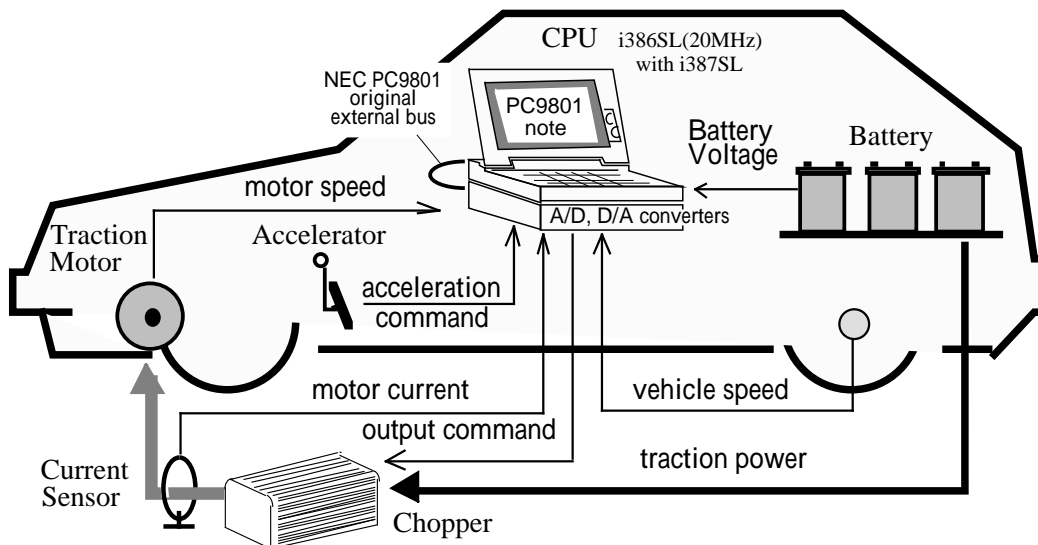 CPU i386SL(20MHz)
with i387SL
NEC PC9801
original
external bus
PC9801
note
Battery
Voltage
Battery
motor speed
A/D, D/A converters
Traction
Motor
Accelerator
acceleration
command
motor current
vehicle speed
output command
traction power
Current
Sensor
Chopper